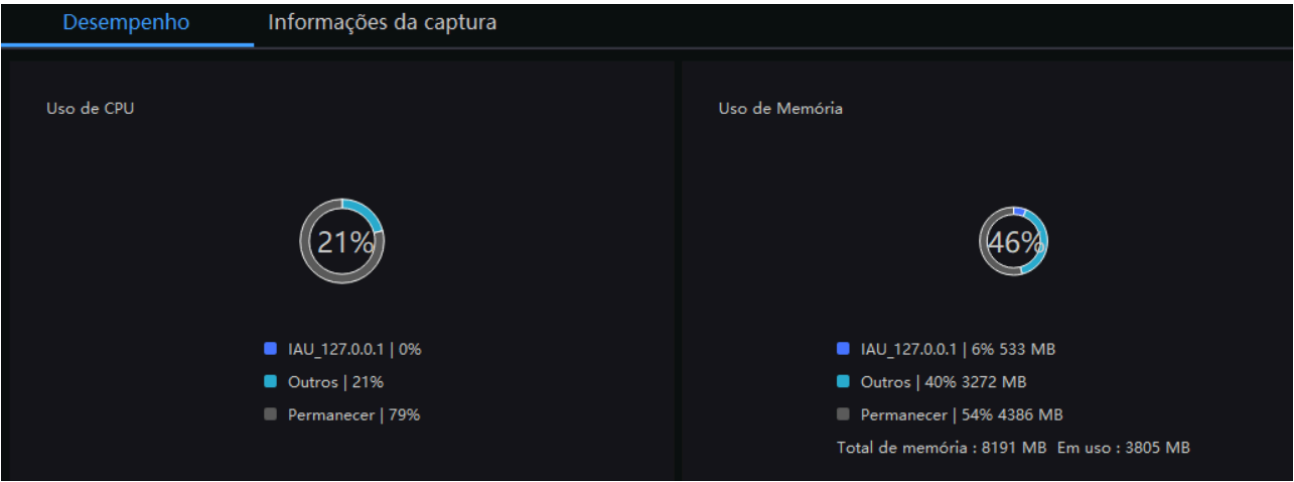 Desempenho Informações da captura
Uso de CPU
21%
IAU_127.0.0.1 | 0%
Outros | 21%
Permanecer | 79%
Uso de Memória
46%
IAU_127.0.0.1 | 6% 533 MB
Outros | 40% 3272 MB
Permanecer | 54% 4386 MB
Total de memória : 8191 MB Em uso : 3805 MB